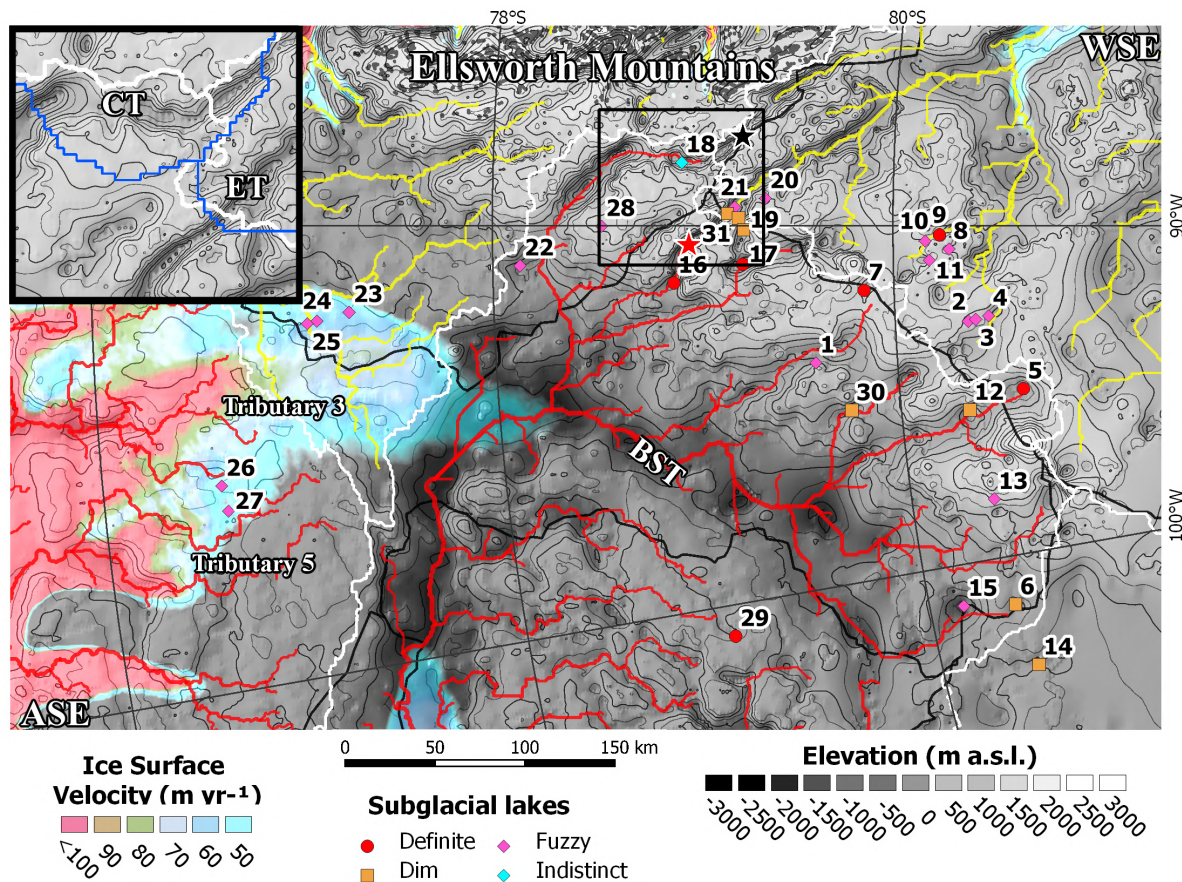 78°S
80°S
Ellsworth Mountains
WSE
CT
ET
18
21
20
28
19
31
22
17
16
10
9
8
11
90°W
7
24
23
25
2
4
3
1
5
Tributary 3
30
12
BST
26
27
13
100°W
Tributary 5
15
6
29
14
ASE
0 50 100 150 km
Ice Surface
Velocity (m yr-¹)
<100 90 80 70 60 50
Subglacial lakes
Definite
Fuzzy
Dim
Indistinct
Elevation (m a.s.l.)
-3000 -2500 -2000 -1500 -1000 -500 0 500 1000 1500 2000 2500 3000